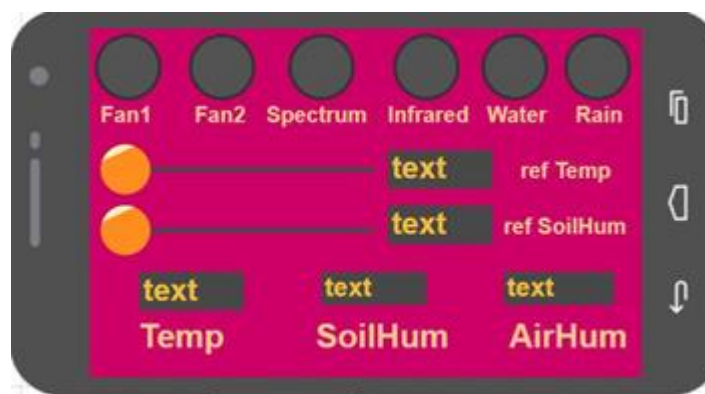 Fan1 Fan2 Spectrum Infrared Water Rain
text ref Temp
text ref SoilHum
text text text
Temp SoilHum AirHum